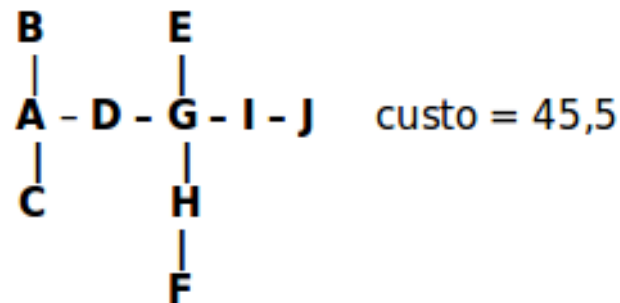 B E
A – D – G – I – J custo = 45,5
C H
F